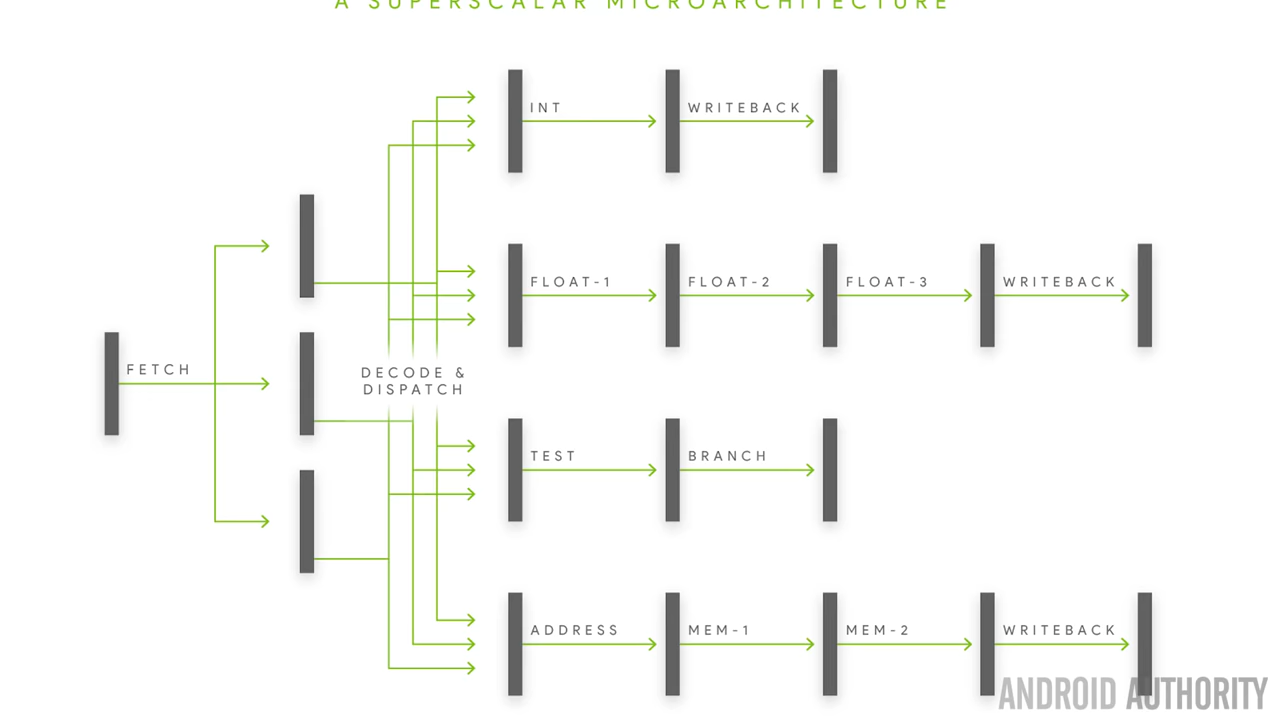 A SUPERSCALAR MICROARCHITECTURE
INT
WRITEBACK
FLOAT-1
FLOAT-2
FLOAT-3
WRITEBACK
FETCH
DECODE &
DISPATCH
TEST
BRANCH
ADDRESS
MEM-1
MEM-2
WRITEBACK
ANDROID AUTHORITY